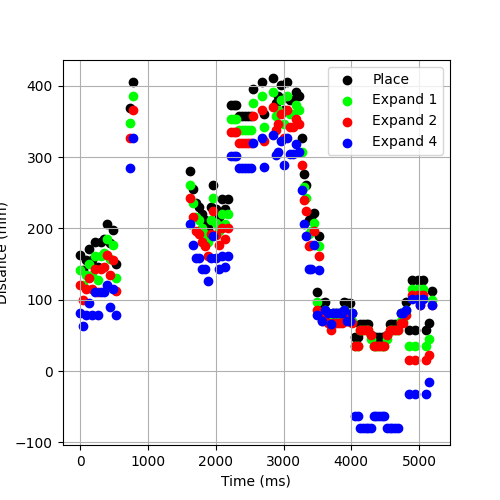 Place
Expand 1
Expand 2
Expand 4
400
300
200
100
0
−100
0
1000
2000
3000
4000
5000
Time (ms)
Distance (mm)